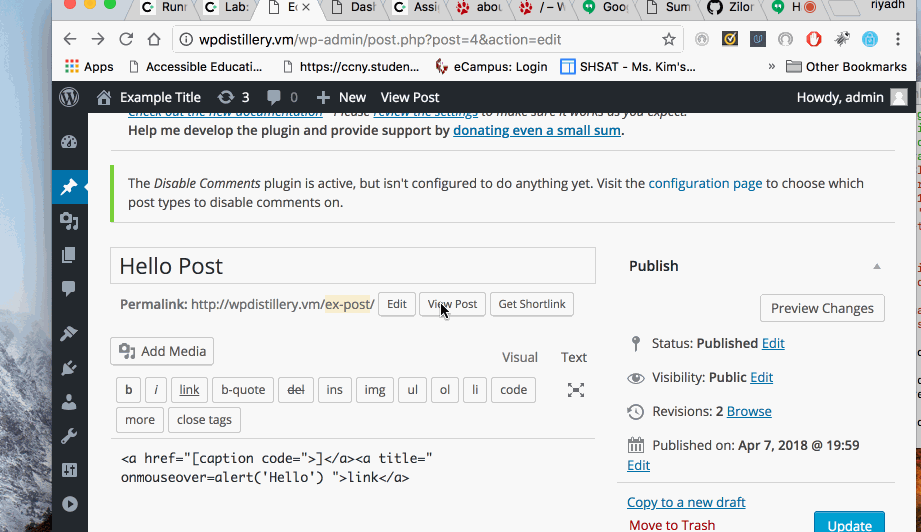 Runn
Lab:
Ec
Dash
Assig
abou
/ – W
Goog
Sum
Zilor
H
riyadh
wpdistillery.vm/wp-admin/post.php?post=4&action=edit
Apps
Accessible Educati...
https://ccny.studen...
eCampus: Login
SHSAT - Ms. Kim's...
»
Other Bookmarks
Example Title
3
0
New
View Post
Howdy, admin
Check out the new documentation
Please review the settings to make sure it works as you expect.
Help me develop the plugin and provide support by donating even a small sum.
The Disable Comments plugin is active, but isn't configured to do anything yet. Visit the configuration page to choose which
post types to disable comments on.
Hello Post
Permalink: http://wpdistillery.vm/ex-post/
Edit
View Post
Get Shortlink
Add Media
Visual
Text
b
i
link
b-quote
del
ins
img
ul
ol
li
code
more
close tags
<a href="[caption code=">]</a><a title="
onmouseover=alert('Hello') ">link</a>
Publish
Preview Changes
Status: Published Edit
Visibility: Public Edit
Revisions: 2 Browse
Published on: Apr 7, 2018 @ 19:59
Edit
Copy to a new draft
Move to Trash
Update